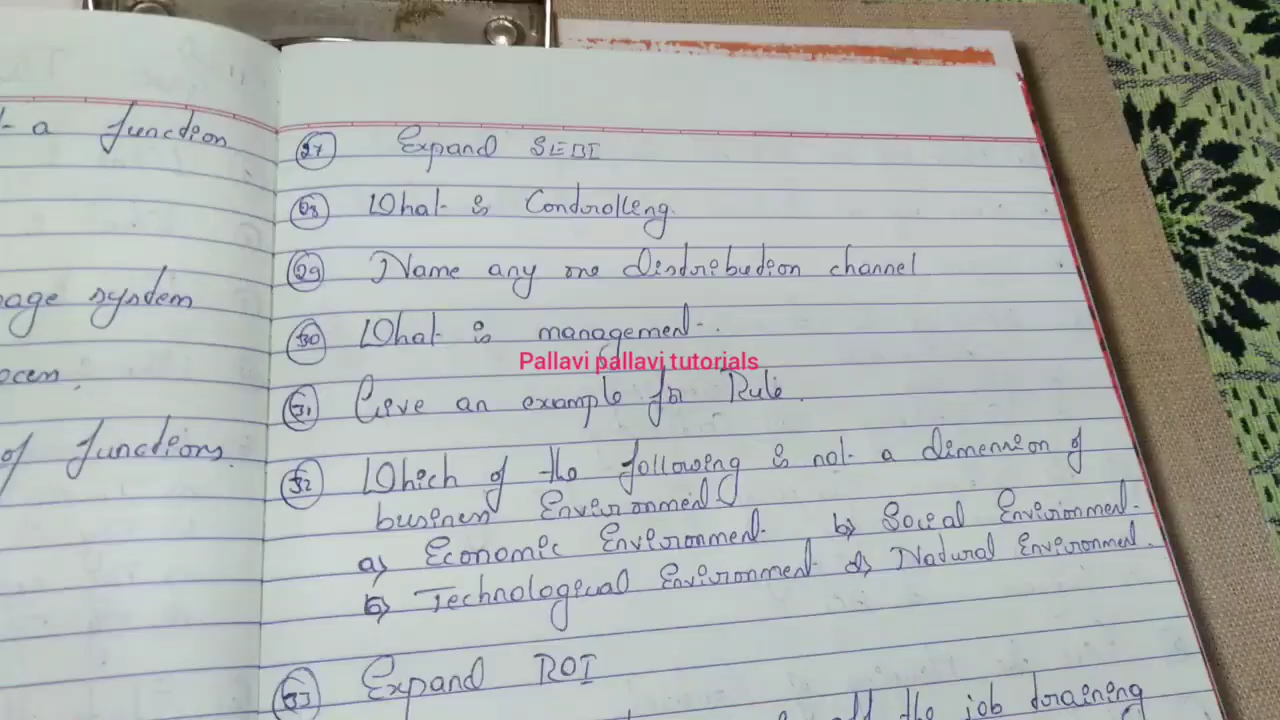 a function
27 Expand SEBI
28 What is Controlling.
29 Name any one distribution channel
age system
30 What is management.
Pallavi pallavi tutorials
31 Give an example for Rule.
of functions.
32 Which of the following is not a dimension of
business Environment
a) Economic Environment b) Social Environment.
c) Technological Environment d) Natural Environment.
33 Expand ROI
the job training